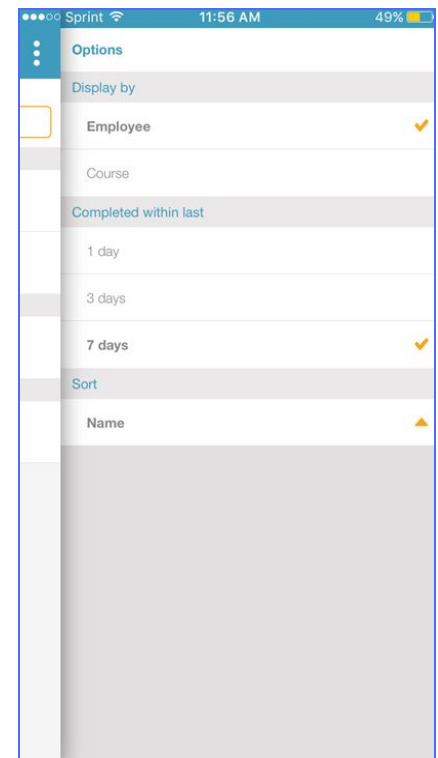 Sprint 11:56 AM 49%
Options
Display by
Employee
Course
Completed within last
1 day
3 days
7 days
Sort
Name